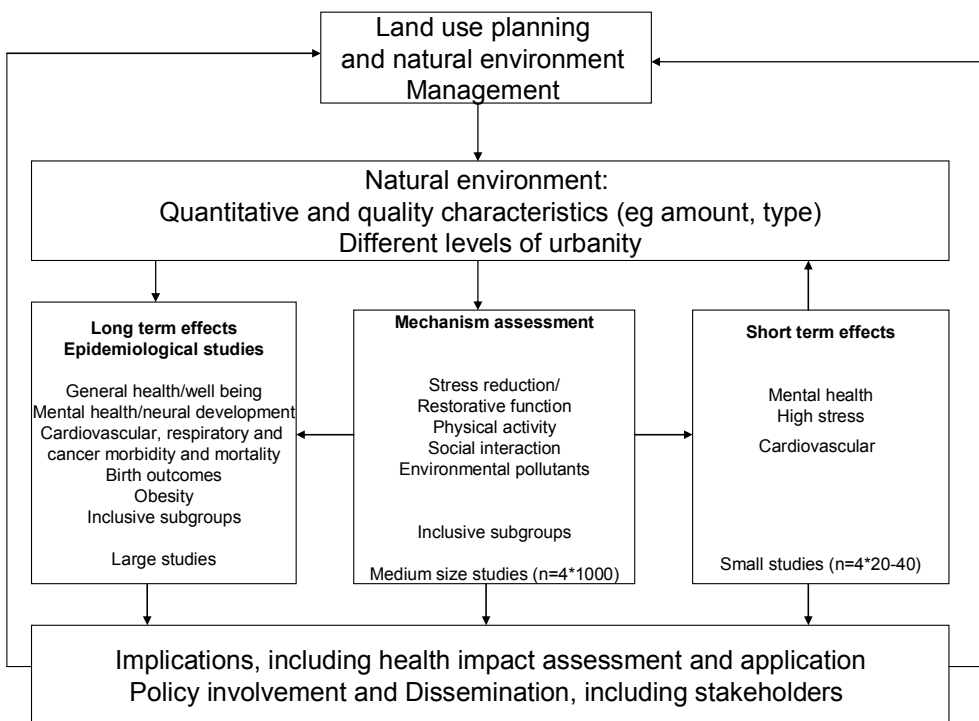 Land use planning
and natural environment
Management
Natural environment:
Quantitative and quality characteristics (eg amount, type)
Different levels of urbanity
Long term effects
Epidemiological studies
General health/well being
Mental health/neural development
Cardiovascular, respiratory and
cancer morbidity and mortality
Birth outcomes
Obesity
Inclusive subgroups
Large studies
Mechanism assessment
Stress reduction/
Restorative function
Physical activity
Social interaction
Environmental pollutants
Inclusive subgroups
Medium size studies (n=4*1000)
Short term effects
Mental health
High stress
Cardiovascular
Small studies (n=4*20-40)
Implications, including health impact assessment and application
Policy involvement and Dissemination, including stakeholders